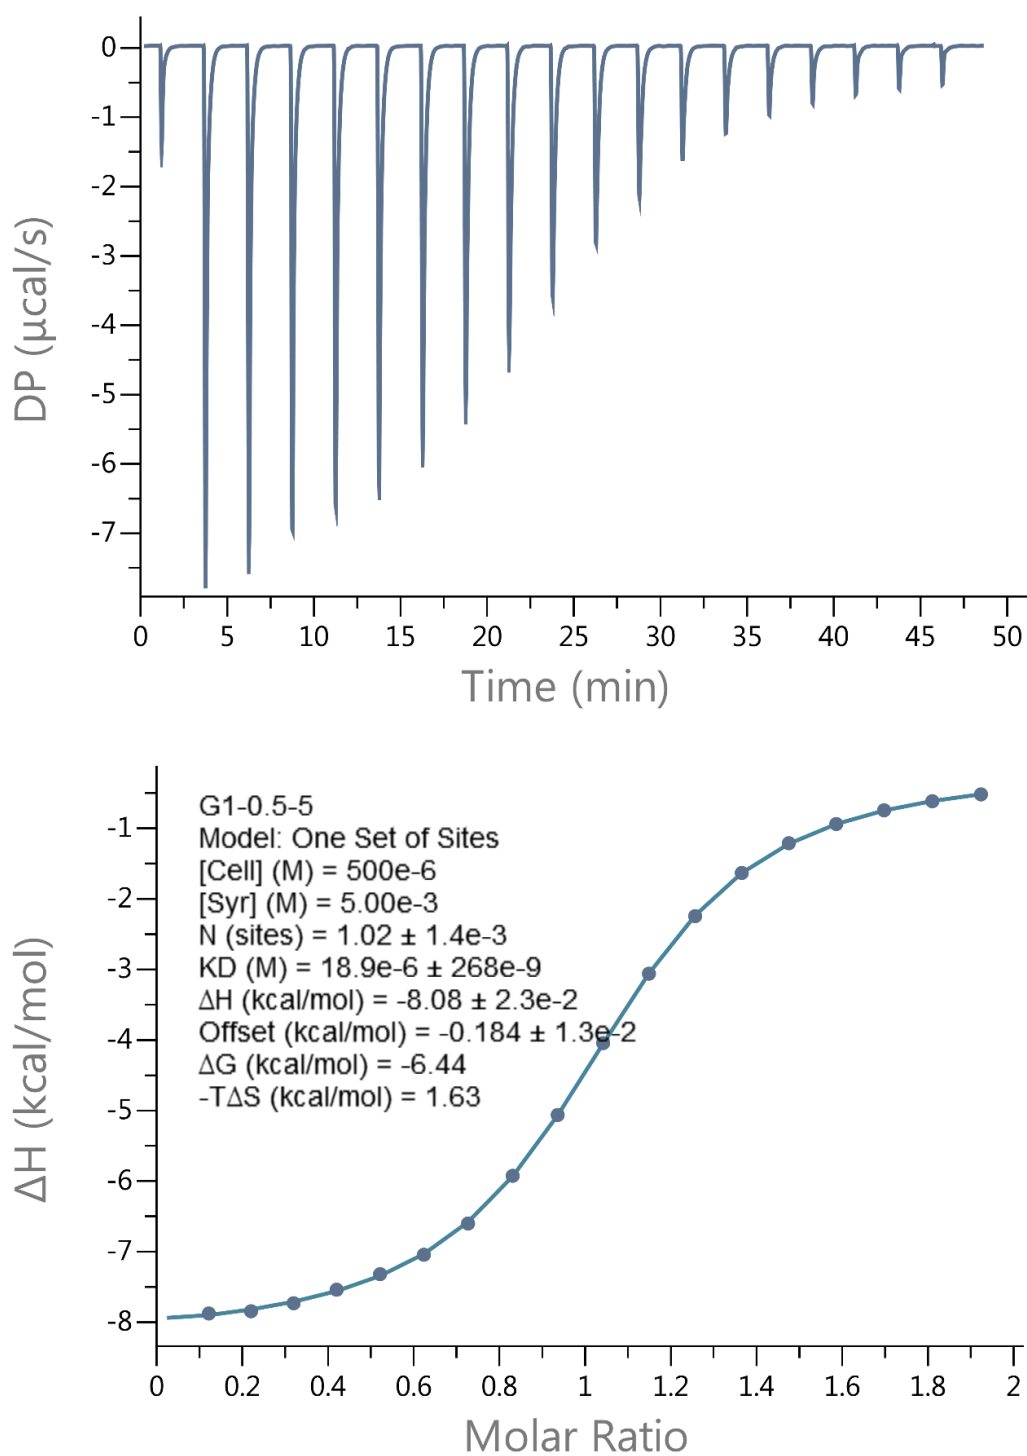 0
-1
-2
-3
-4
-5
-6
-7
DP (µcal/s)
0 5 10 15 20 25 30 35 40 45 50
Time (min)
G1-0.5-5
Model: One Set of Sites
[Cell] (M) = 500e-6
[Syr] (M) = 5.00e-3
N (sites) = 1.02 ± 1.4e-3
KD (M) = 18.9e-6 ± 268e-9
ΔH (kcal/mol) = -8.08 ± 2.3e-2
Offset (kcal/mol) = -0.184 ± 1.3e-2
ΔG (kcal/mol) = -6.44
-TΔS (kcal/mol) = 1.63
-1
-2
-3
-4
-5
-6
-7
-8
ΔH (kcal/mol)
0 0.2 0.4 0.6 0.8 1 1.2 1.4 1.6 1.8 2
Molar Ratio